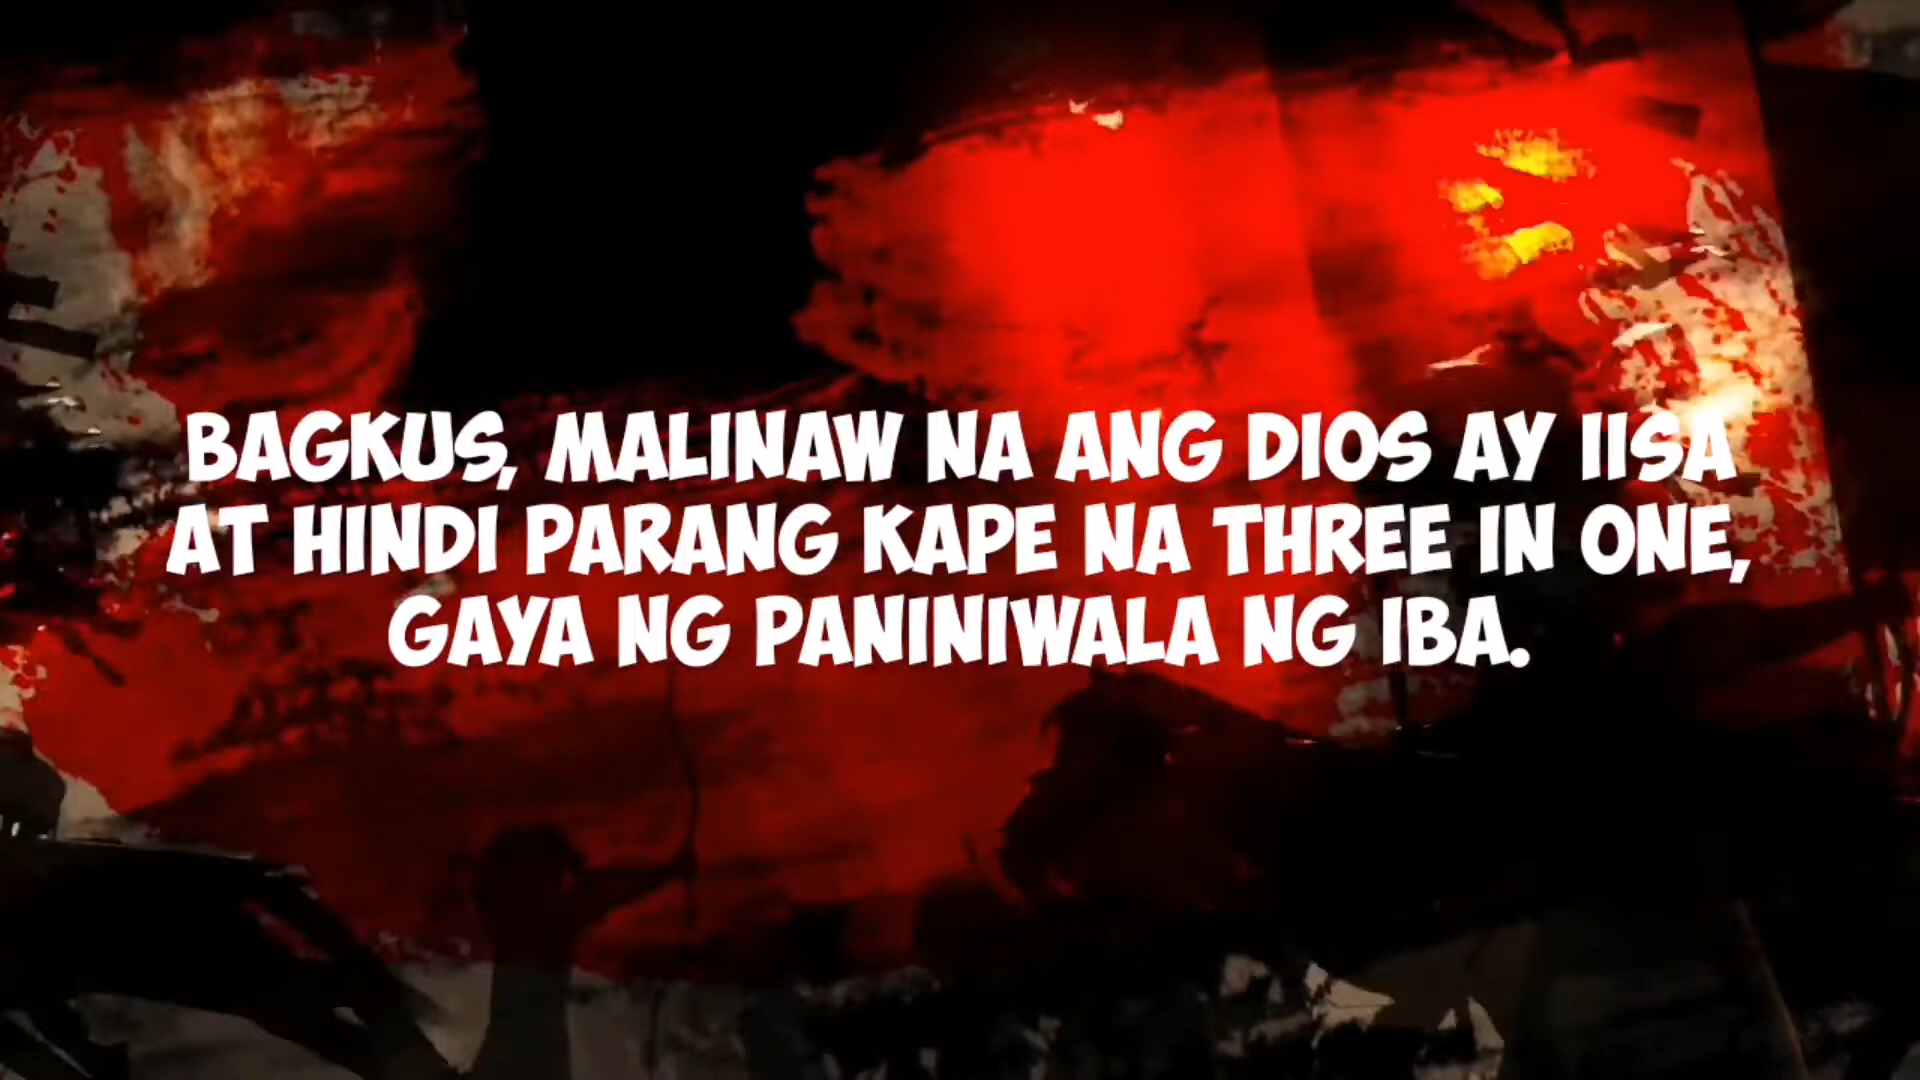 BAGKUS, MALINAW NA ANG DIOS AY IISA
AT HINDI PARANG KAPE NA THREE IN ONE,
GAYA NG PANINIWALA NG IBA.